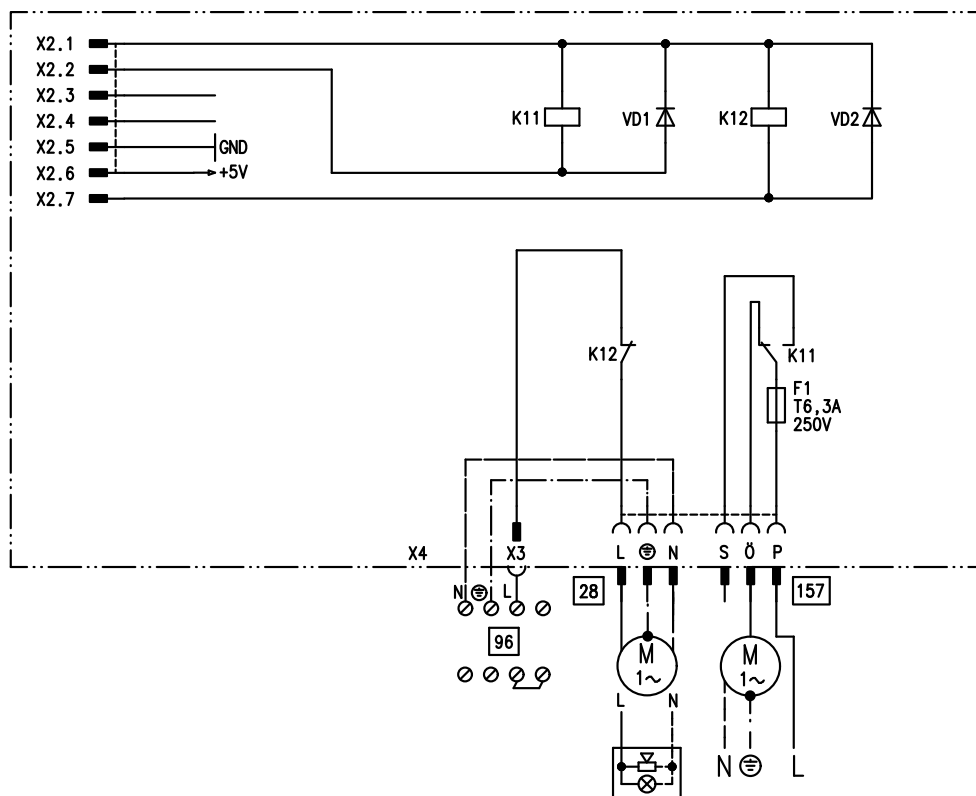 X2.1
X2.2
X2.3
X2.4
X2.5 GND
X2.6 +5V
X2.7
K11 VD1 K12 VD2
K12 K11
F1
T6,3A
250V
X4 X3 L N S Ö P
N L 28 157
96
M M
1~ 1~
L N
N L